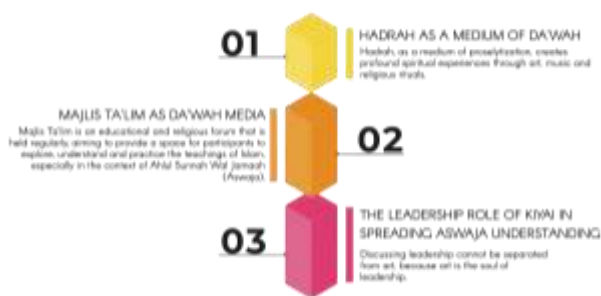 01
HADRAH AS A MEDIUM OF DA'WAH
Hadrah, as a medium of proselytization, creates
profound spiritual experiences through art, music and
religious rituals.
MAJLIS TA'LIM AS DA'WAH MEDIA
Majlis Ta'lim is an educational and religious forum that is
held regularly, aiming to provide a space for participants to
explore, understand and practice the teachings of Islam,
especially in the context of Ahlul Sunnah Wal Jamaah
(Aswaja).
02
03
THE LEADERSHIP ROLE OF KIYAI IN
SPREADING ASWAJA UNDERSTANDING
Discussing leadership cannot be separated
from art, because art is the soul of
leadership.